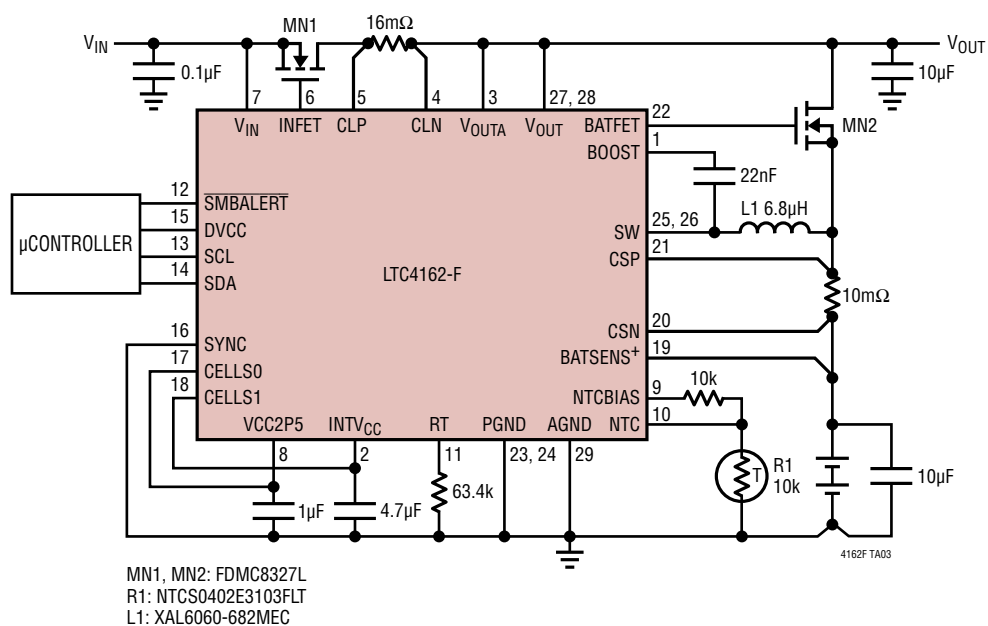 MN1
16mΩ
VIN
VOUT
0.1µF
10µF
7
6
5
4
3
27, 28
VIN
INFET
CLP
CLN
VOUTA
VOUT
BATFET
22
MN2
BOOST
1
22nF
L1 6.8µH
µCONTROLLER
12
SMBALERT
15
DVCC
13
SCL
14
SDA
LTC4162-F
SW
25, 26
CSP
21
10mΩ
CSN
20
BATSENS+
19
16
SYNC
17
CELLS0
18
CELLS1
NTCBIAS
9
10k
NTC
10
VCC2P5
INTVCC
RT
PGND
AGND
8
2
11
23, 24
29
T
R1
10k
10µF
1µF
4.7µF
63.4k
4162F TA03
MN1, MN2: FDMC8327L
R1: NTCS0402E3103FLT
L1: XAL6060-682MEC